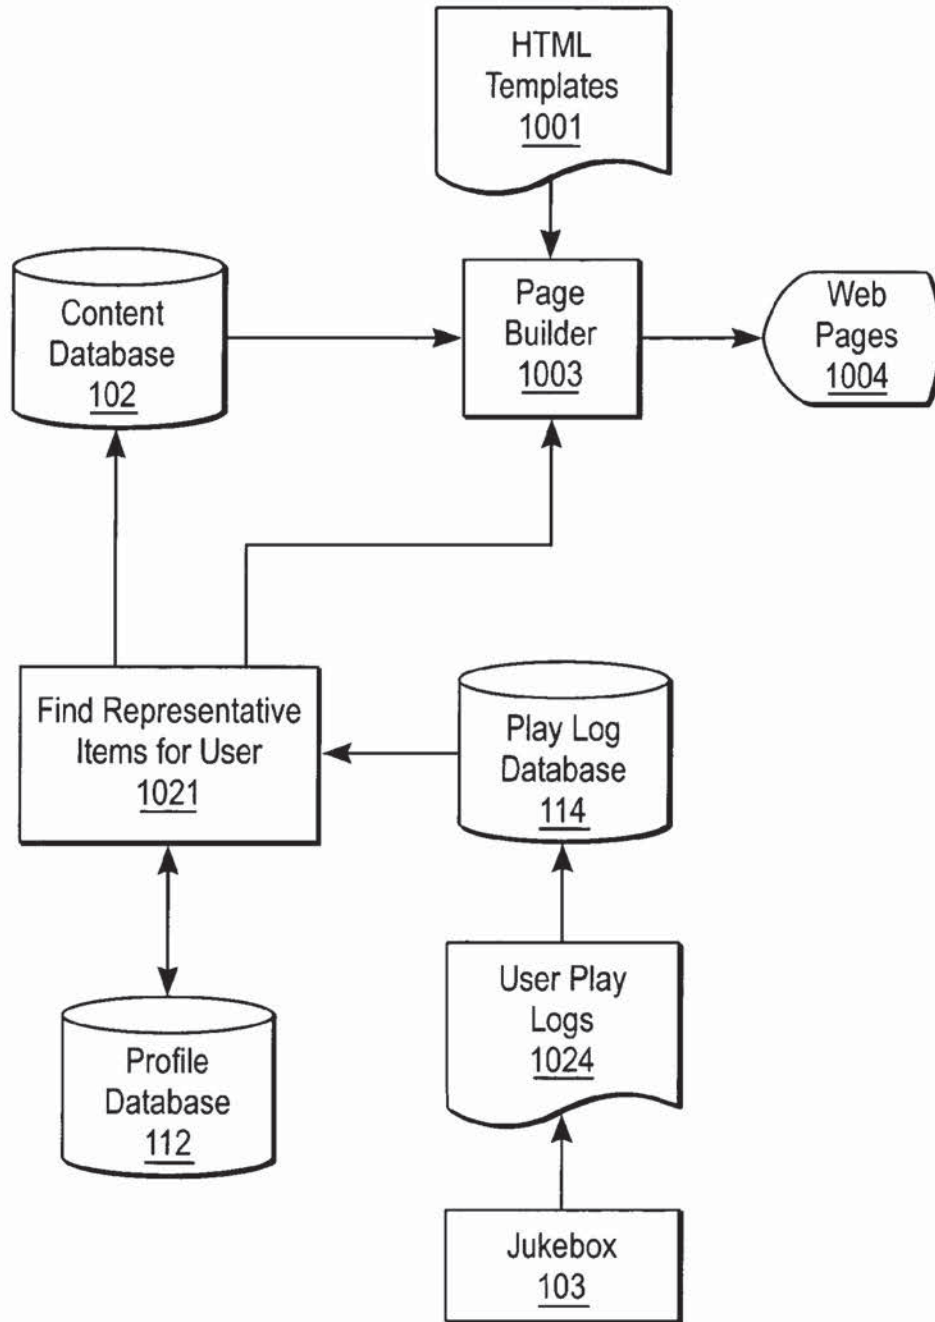 HTML
Templates
1001
Content
Database
102
Page
Builder
1003
Web
Pages
1004
Find Representative
Items for User
1021
Play Log
Database
114
Profile
Database
112
User Play
Logs
1024
Jukebox
103